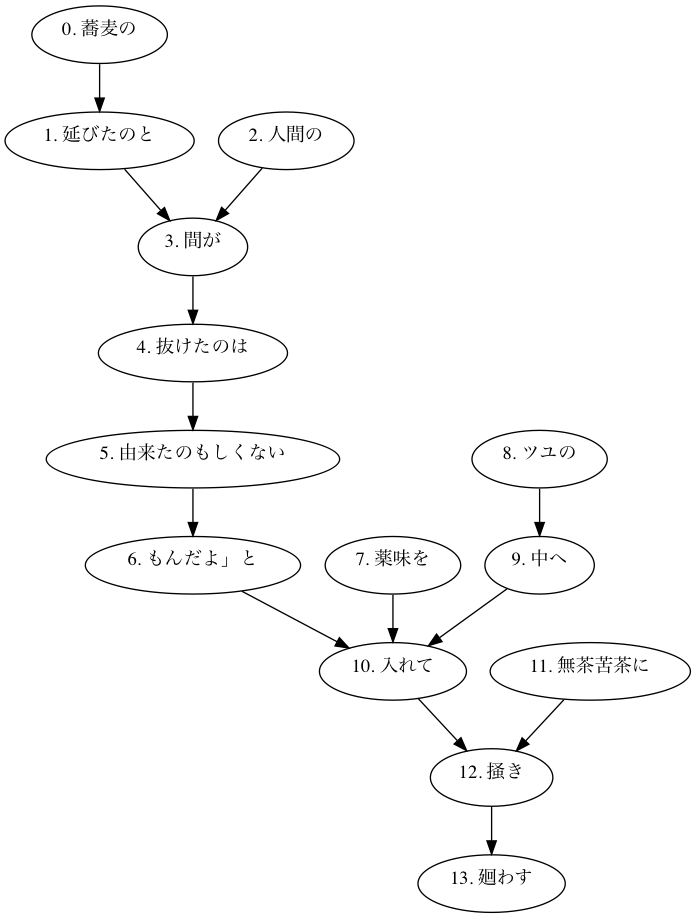 0. 蕎麦の
1. 延びたのと
2. 人間の
3. 間が
4. 抜けたのは
5. 由来たのもしくない
6. もんだよ」と
7. 薬味を
8. ツユの
9. 中へ
10. 入れて
11. 無茶苦茶に
12. 掻き
13. 廻わす